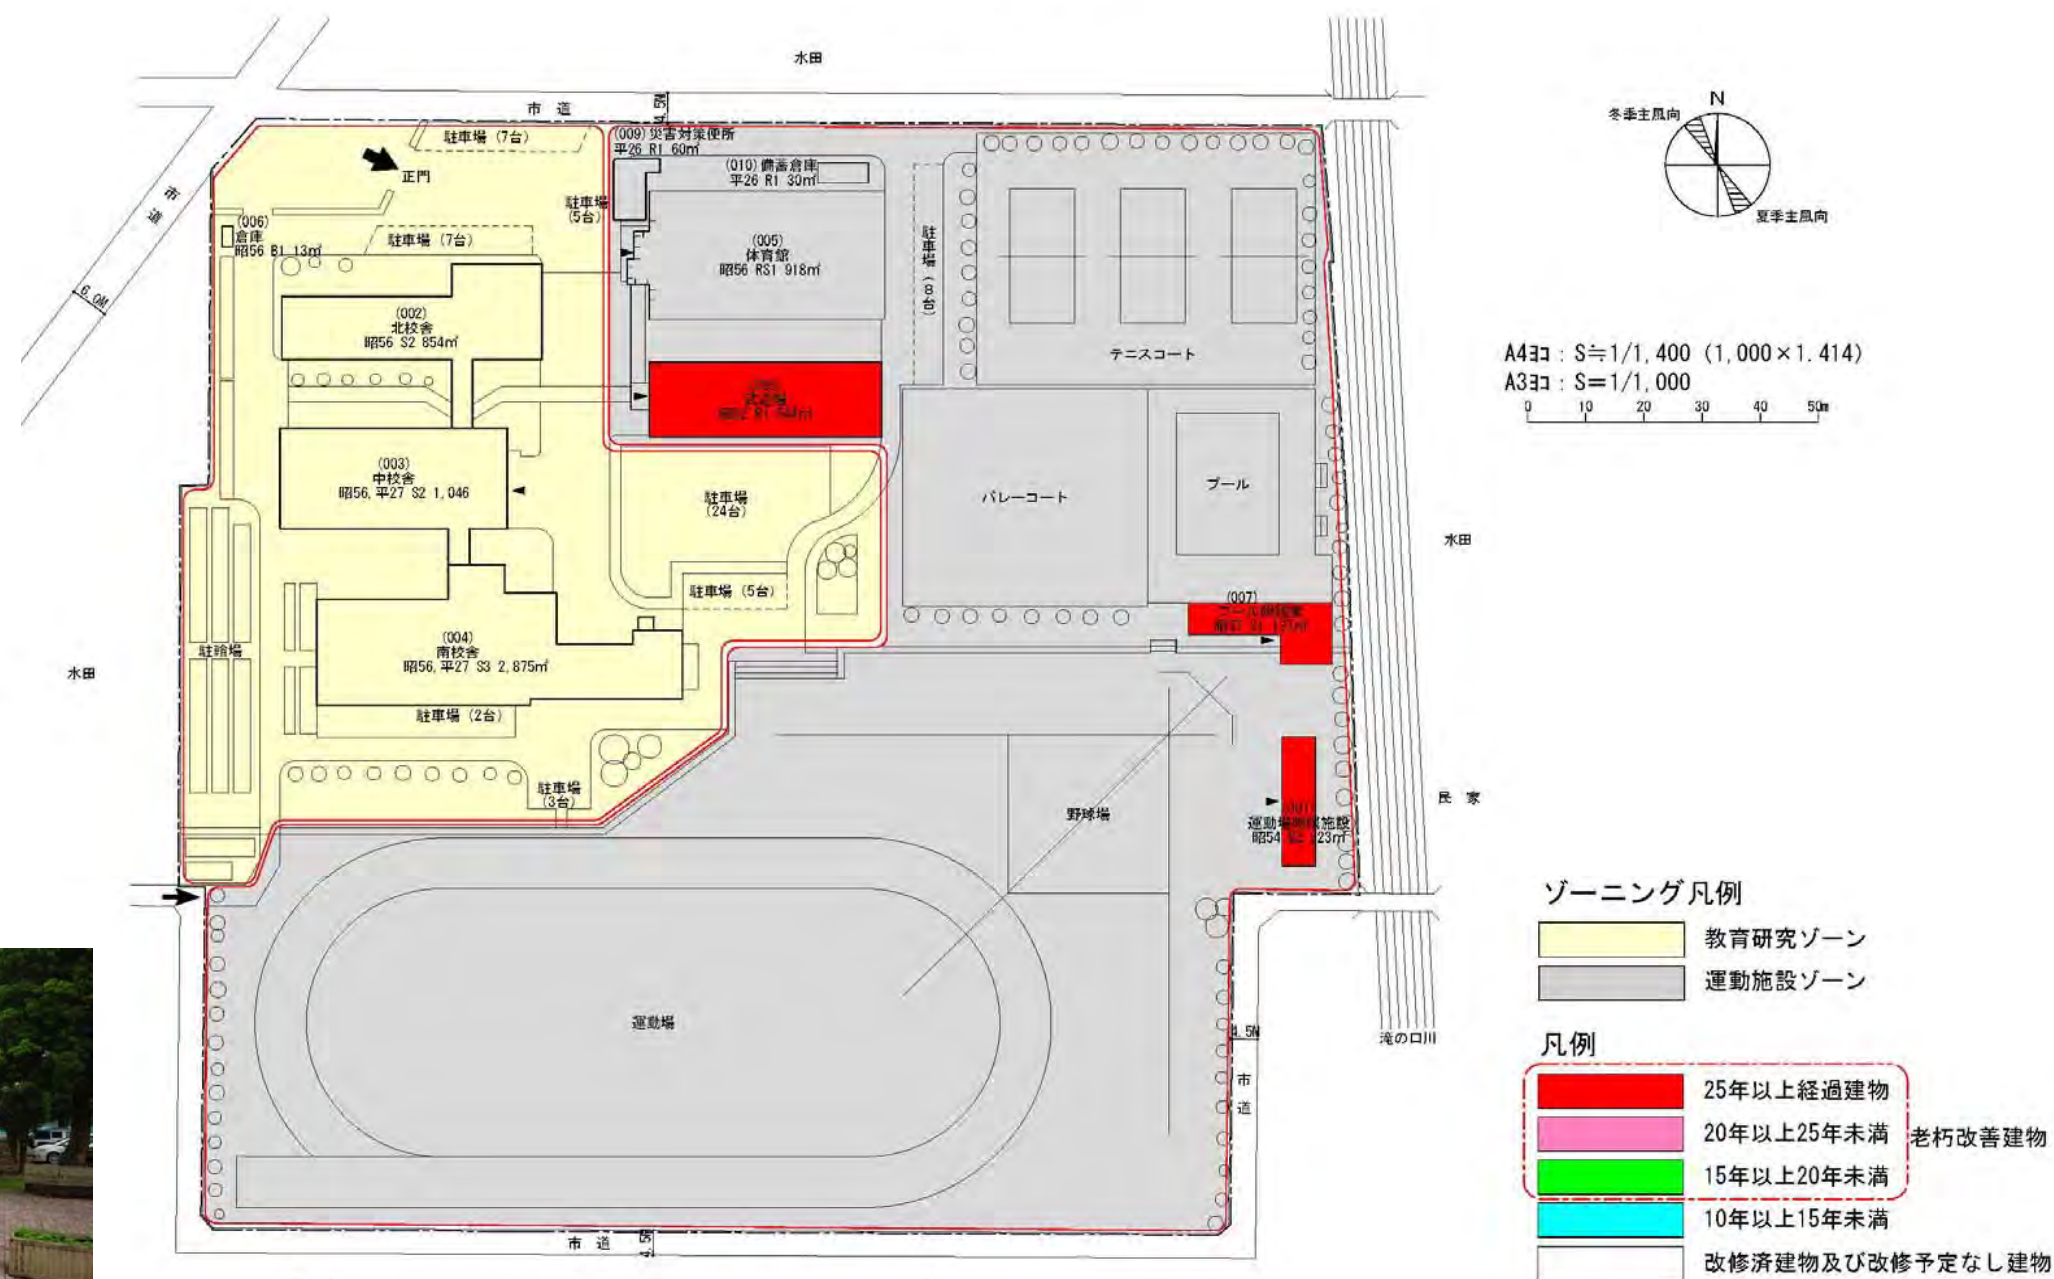 水田
市道
4.5M
駐車場（7台）
正門
(009)災害対策便所
平26 R1 60㎡
(010)備蓄倉庫
平26 R1 30㎡
駐車場
(5台)
市道
6.0M
(006)
倉庫
昭56 B1 13㎡
駐車場（7台）
(005)
体育館
昭56 RS1 918㎡
駐車場（8台）
テニスコート
(002)
北校舎
昭56 S2 854㎡
武道場
(003)
中校舎
昭56,平27 S2 1,046
駐車場
(24台)
バレーコート
プール
水田
駐車場（5台）
(007)
(004)
南校舎
昭56,平27 S3 2,875㎡
駐輪場
水田
駐車場（2台）
駐車場
(3台)
野球場
(001)
運動場附属施設
昭54
23㎡
民家
運動場
4.5M
市道
滝の口川
市道
4.5M
N
冬季主風向
夏季主風向
A4ヨコ：S≒1/1,400 (1,000×1.414)
A3ヨコ：S=1/1,000
0 10 20 30 40 50m
ゾーニング凡例
教育研究ゾーン
運動施設ゾーン
凡例
25年以上経過建物
20年以上25年未満
老朽改善建物
15年以上20年未満
10年以上15年未満
改修済建物及び改修予定なし建物